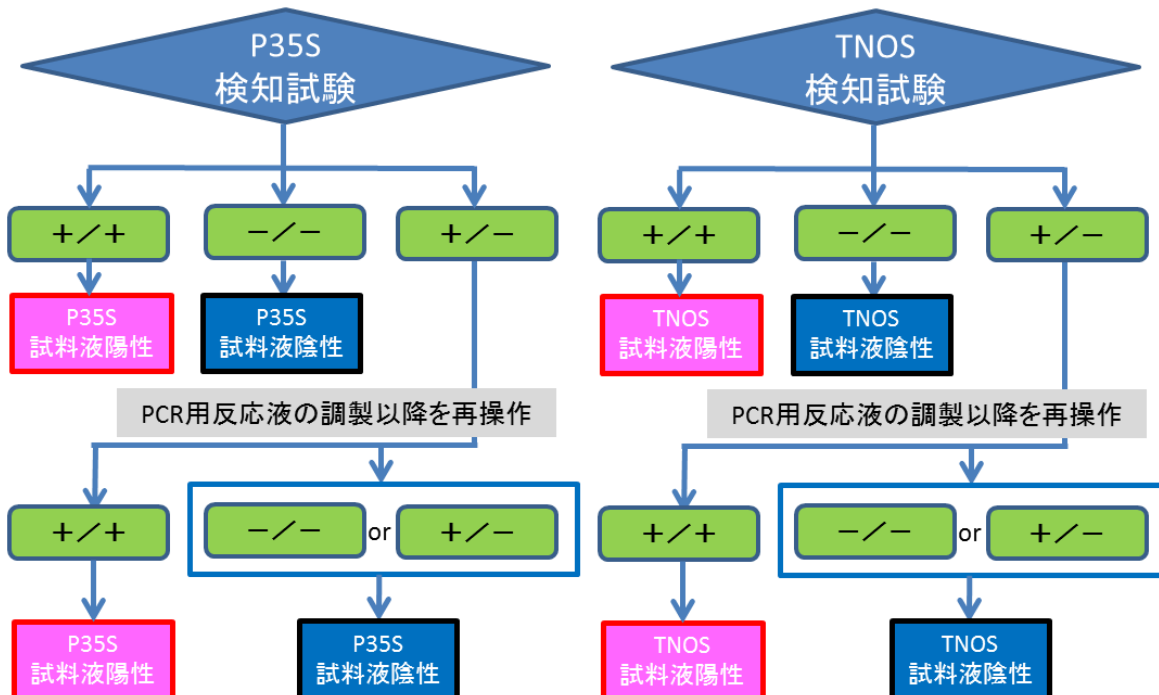 P35S
検知試験
+/+
-/-
+/-
P35S
試料液陽性
P35S
試料液陰性
PCR用反応液の調製以降を再操作
+/+
-/-
or
+/-
P35S
試料液陽性
P35S
試料液陰性
TNOS
検知試験
+/+
-/-
+/-
TNOS
試料液陽性
TNOS
試料液陰性
PCR用反応液の調製以降を再操作
+/+
-/-
or
+/-
TNOS
試料液陽性
TNOS
試料液陰性